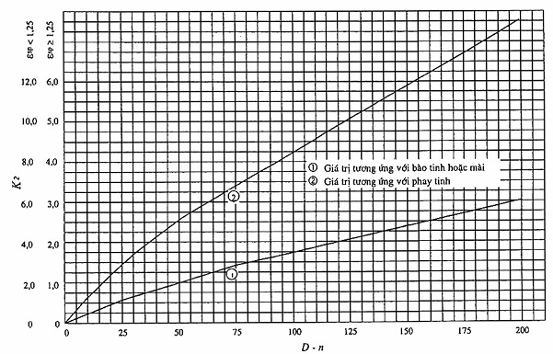 εψ < 1,25
εψ ≥ 1,25
12,0 6,0
10,0 5,0
8,0 4,0
① Giá trị tương ứng với bào tinh hoặc mài
② Giá trị tương ứng với phay tinh
6,0 3,0
K²
②
4,0 2,0
2,0 1,0
①
0 0
0 25 50 75 100 125 150 175 200
D - n